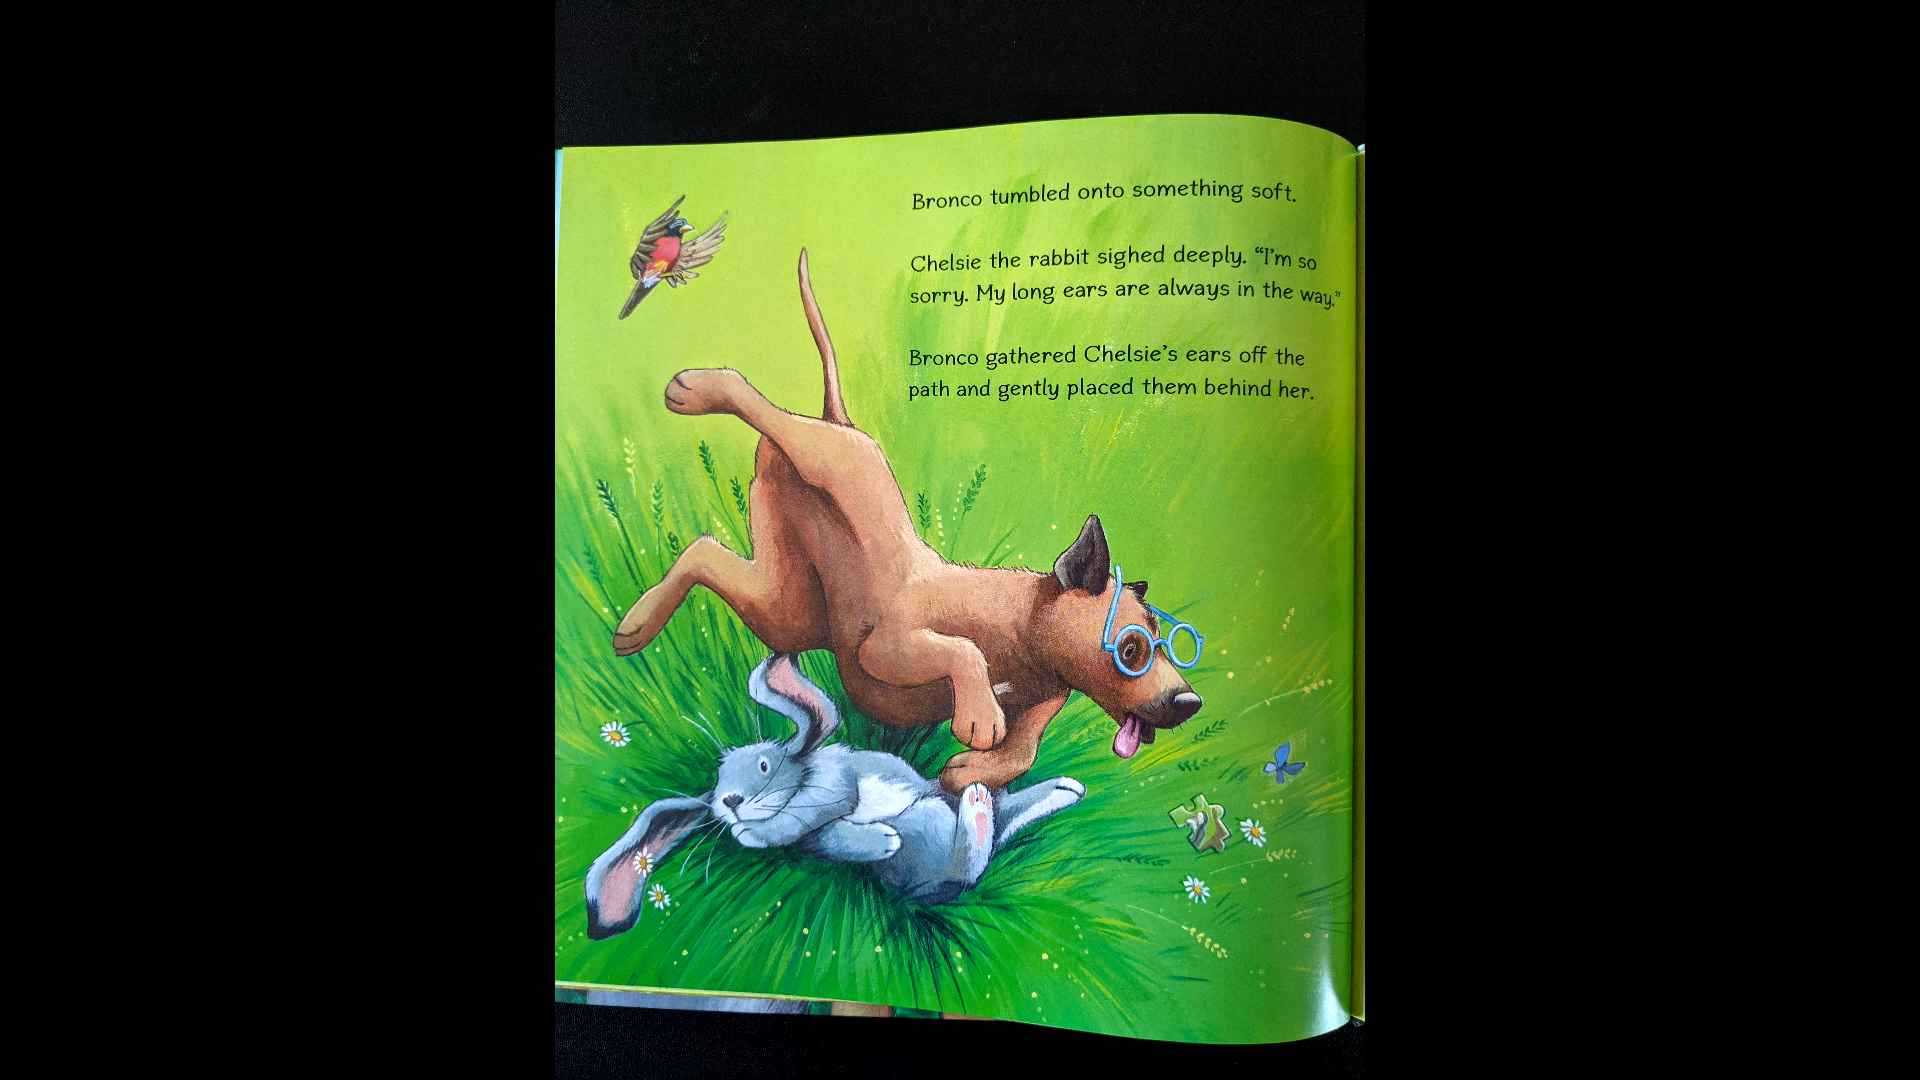 Bronco tumbled onto something soft.
Chelsie the rabbit sighed deeply. “I’m so
sorry. My long ears are always in the way.”
Bronco gathered Chelsie’s ears off the
path and gently placed them behind her.